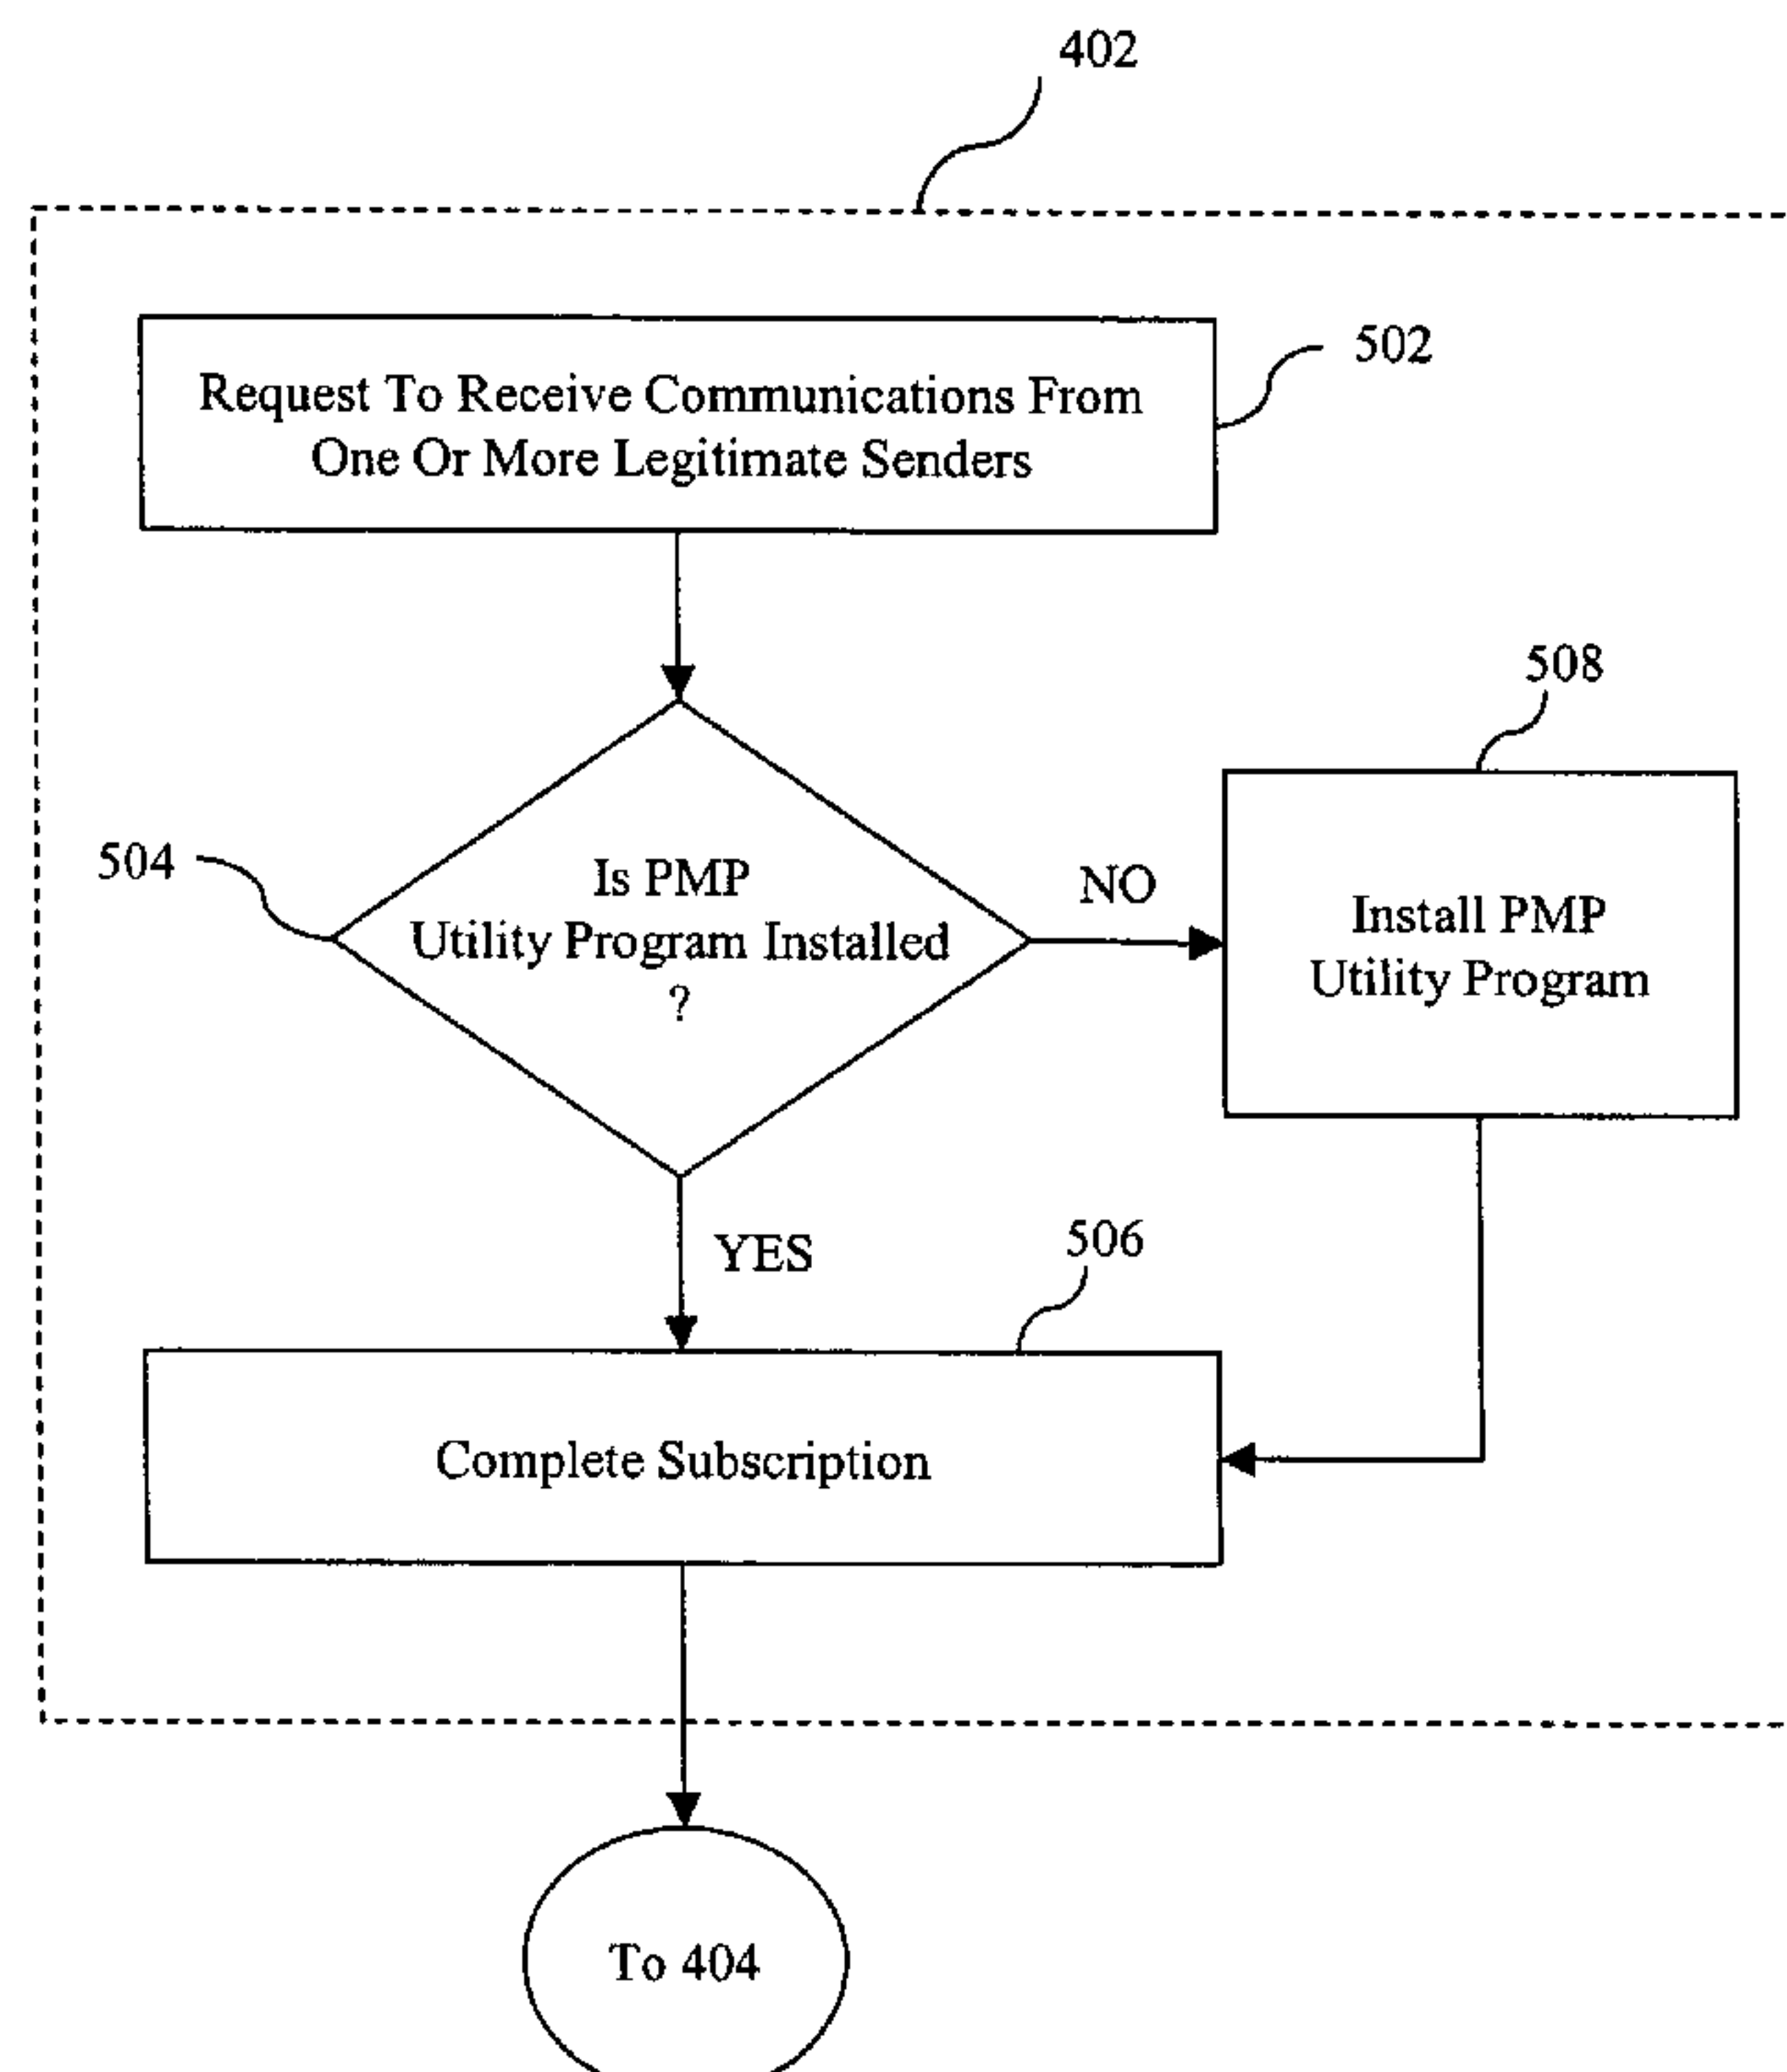 402
Request To Receive Communications From
One Or More Legitimate Senders
502
508
504
Is PMP
Utility Program Installed
?
NO
Install PMP
Utility Program
YES
506
Complete Subscription
To 404